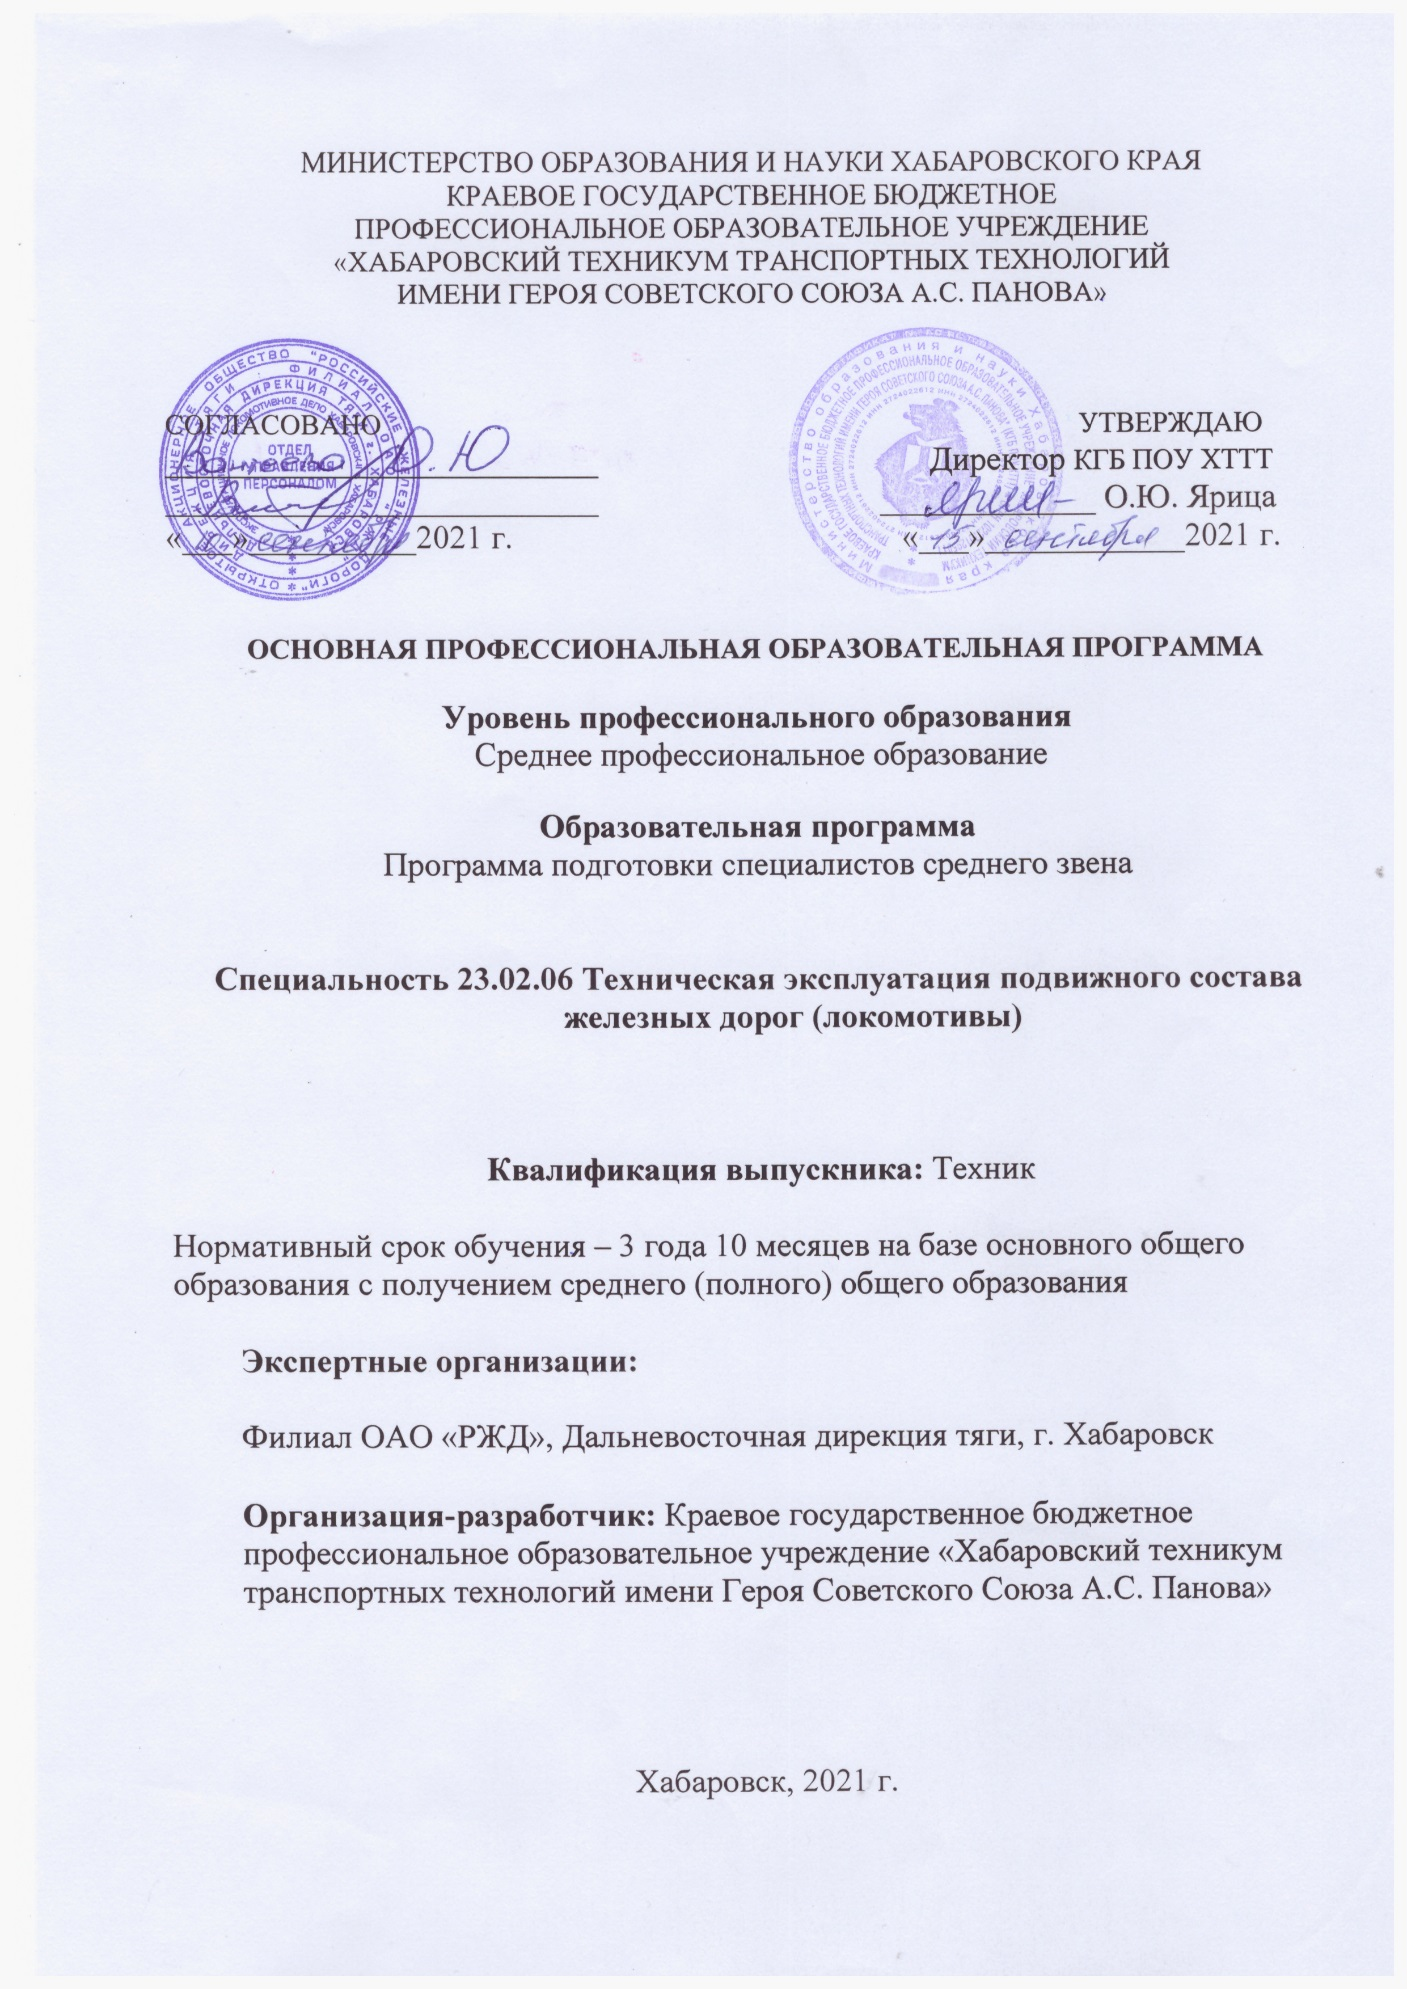 МИНИСТЕРСТВО ОБРАЗОВАНИЯ И НАУКИ ХАБАРОВСКОГО КРАЯ
КРАЕВОЕ ГОСУДАРСТВЕННОЕ БЮДЖЕТНОЕ
ПРОФЕССИОНАЛЬНОЕ ОБРАЗОВАТЕЛЬНОЕ УЧРЕЖДЕНИЕ
«ХАБАРОВСКИЙ ТЕХНИКУМ ТРАНСПОРТНЫХ ТЕХНОЛОГИЙ
ИМЕНИ ГЕРОЯ СОВЕТСКОГО СОЮЗА А.С. ПАНОВА»
СОГЛАСОВАНО
ОТДЕЛ
УПРАВЛЕНИЯ
ПЕРСОНАЛОМ
«___» сентября 2021 г.
УТВЕРЖДАЮ
Директор КГБ ПОУ ХТТТ
О.Ю. Ярица
«15» сентября 2021 г.
ОСНОВНАЯ ПРОФЕССИОНАЛЬНАЯ ОБРАЗОВАТЕЛЬНАЯ ПРОГРАММА
Уровень профессионального образования
Среднее профессиональное образование
Образовательная программа
Программа подготовки специалистов среднего звена
Специальность 23.02.06 Техническая эксплуатация подвижного состава
железных дорог (локомотивы)
Квалификация выпускника: Техник
Нормативный срок обучения – 3 года 10 месяцев на базе основного общего
образования с получением среднего (полного) общего образования
Экспертные организации:
Филиал ОАО «РЖД», Дальневосточная дирекция тяги, г. Хабаровск
Организация-разработчик: Краевое государственное бюджетное
профессиональное образовательное учреждение «Хабаровский техникум
транспортных технологий имени Героя Советского Союза А.С. Панова»
Хабаровск, 2021 г.